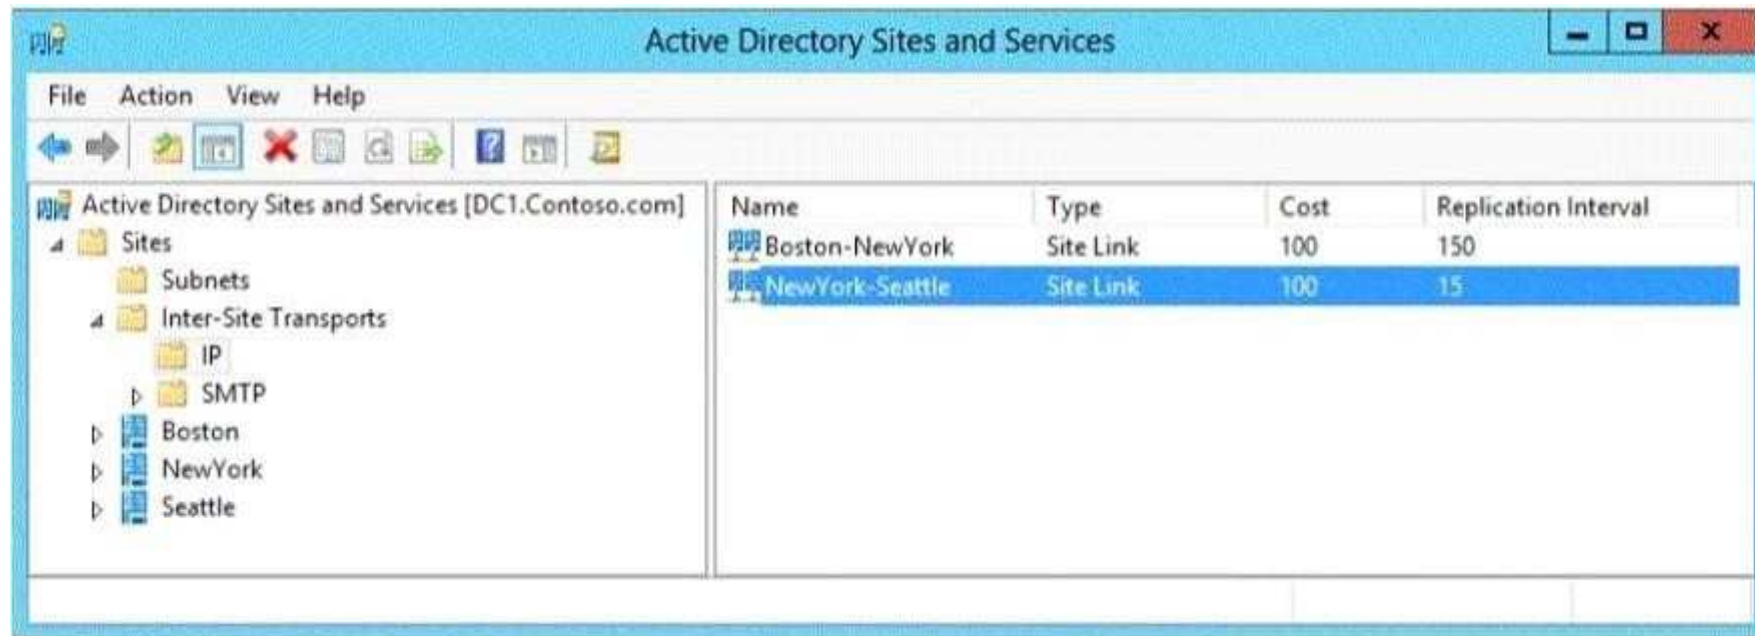 Active Directory Sites and Services
File Action View Help
Active Directory Sites and Services [DC1.Contoso.com]
Sites
Subnets
Inter-Site Transports
IP
SMTP
Boston
NewYork
Seattle
Name Type Cost Replication Interval
Boston-NewYork Site Link 100 150
NewYork-Seattle Site Link 100 15